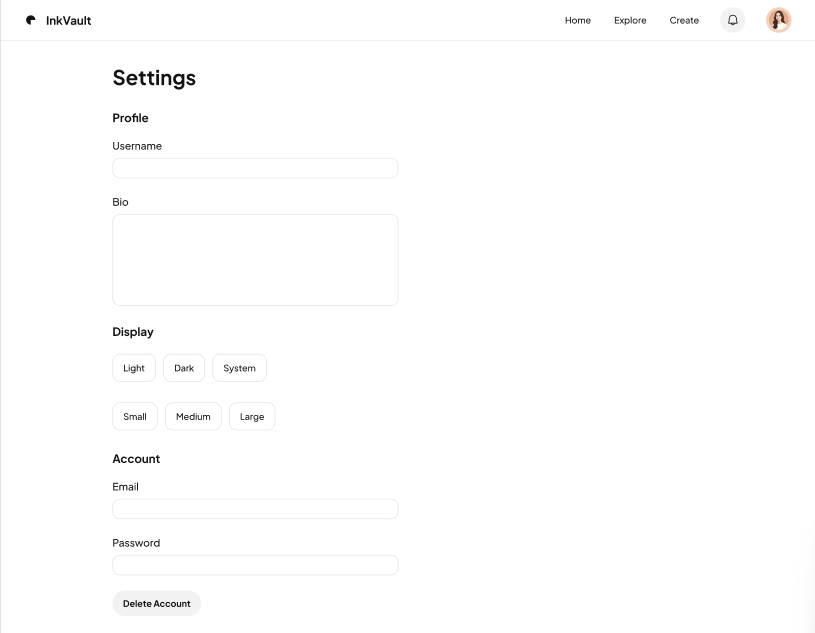 InkVault Home Explore Create
Settings
Profile
Username
Bio
Display
Light Dark System
Small Medium Large
Account
Email
Password
Delete Account